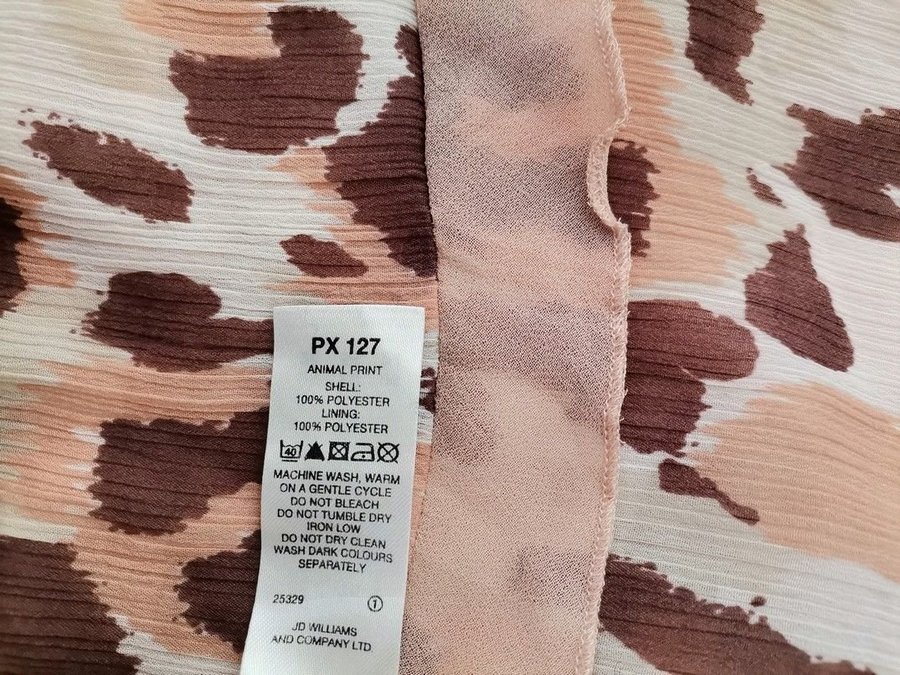 PX 127
ANIMAL PRINT
SHELL:
100% POLYESTER
LINING:
100% POLYESTER
40
MACHINE WASH, WARM
ON A GENTLE CYCLE
DO NOT BLEACH
DO NOT TUMBLE DRY
IRON LOW
DO NOT DRY CLEAN
WASH DARK COLOURS
SEPARATELY
25329 1
JD WILLIAMS
AND COMPANY LTD